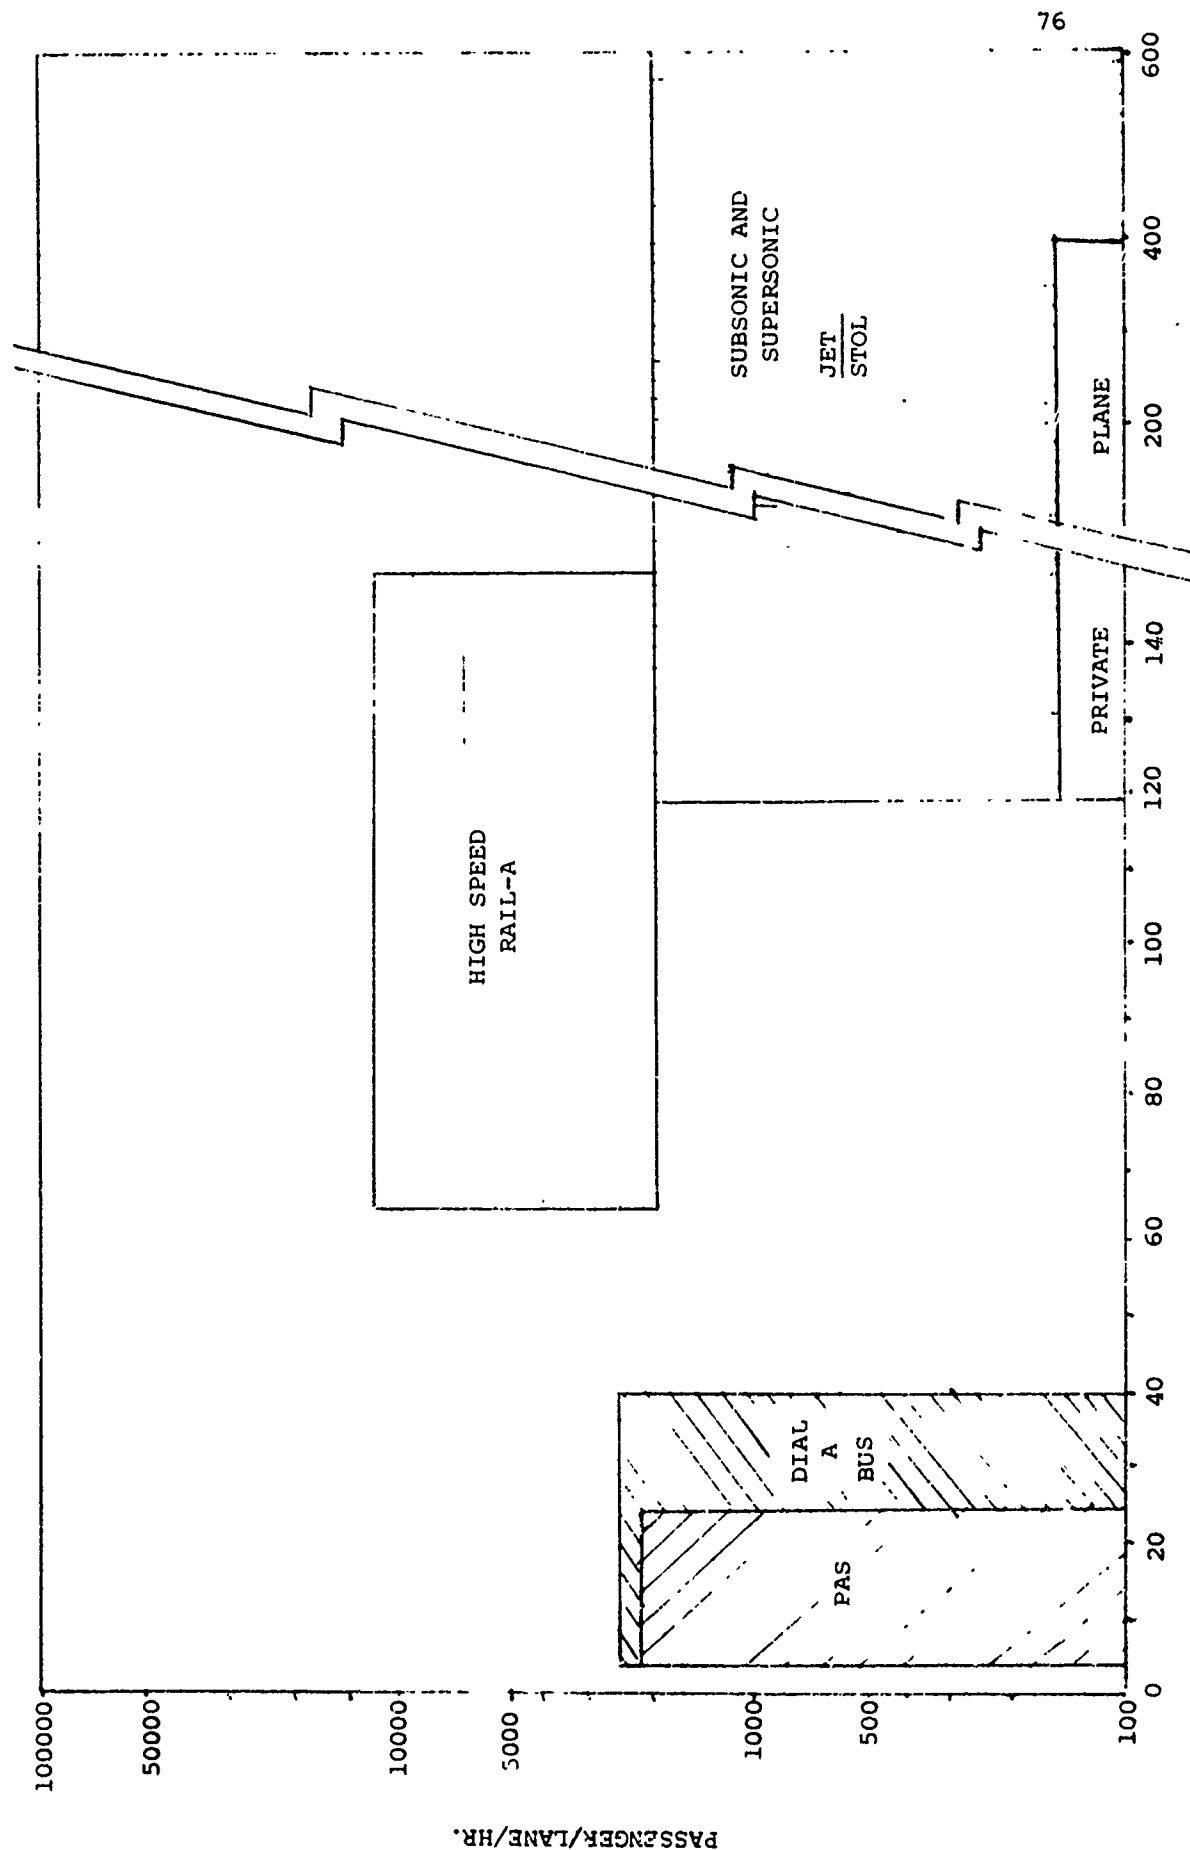 76
PASSENGER/LANE/HR.
100000
50000
10000
5000
1000
500
100
HIGH SPEED
RAIL-A
SUBSONIC AND
SUPERSONIC
JET
STOL
PRIVATE PLANE
DIAL
A
BUS
PAS
0 20 40 60 80 100 120 140 200 400 600